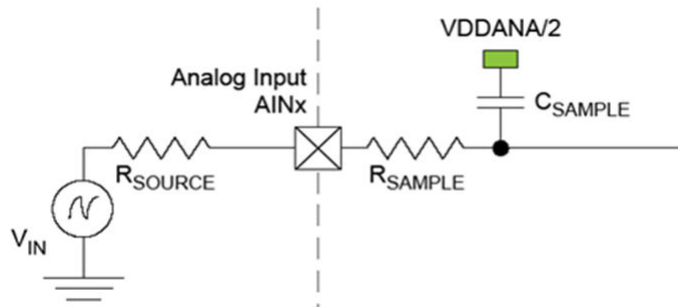 VDDANA/2
Analog Input
AINx
CSAMPLE
RSOURCE
RSAMPLE
VIN